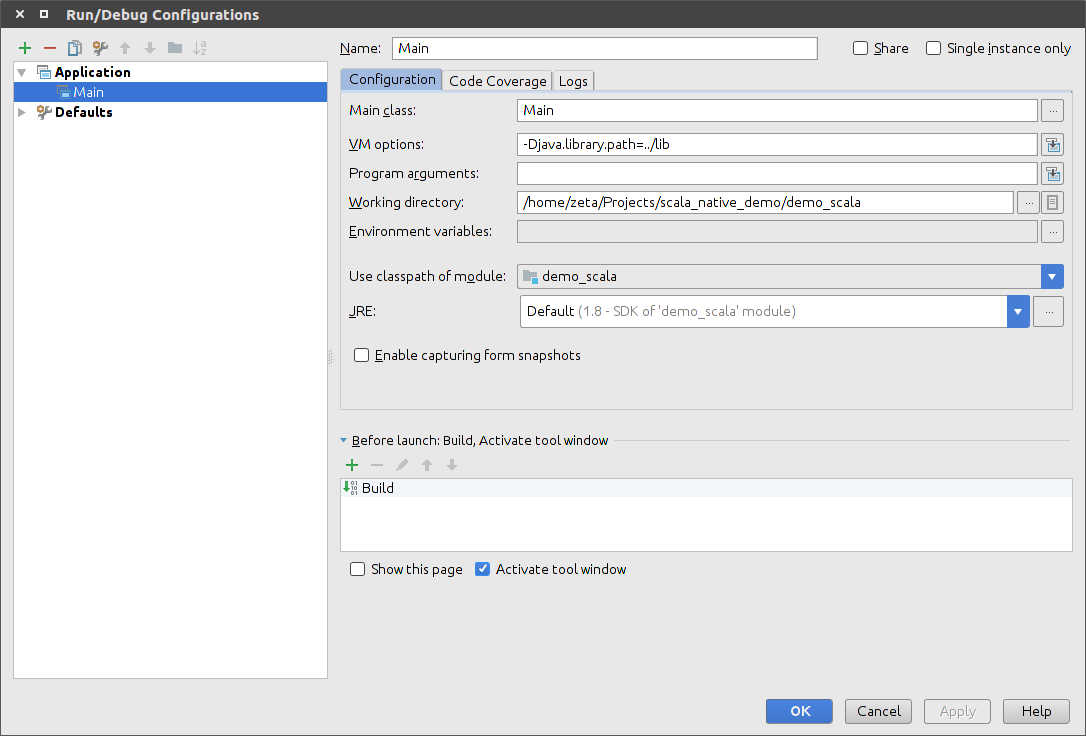 Run/Debug Configurations
Name: Main Share Single instance only
Application
Main
Defaults
Configuration Code Coverage Logs
Main class: Main ...
VM options: -Djava.library.path=../lib
Program arguments:
Working directory: /home/zeta/Projects/scala_native_demo/demo_scala ...
Environment variables: ...
Use classpath of module: demo_scala
JRE: Default (1.8 - SDK of 'demo_scala' module) ...
Enable capturing form snapshots
Before launch: Build, Activate tool window
Build
Show this page Activate tool window
OK Cancel Apply Help